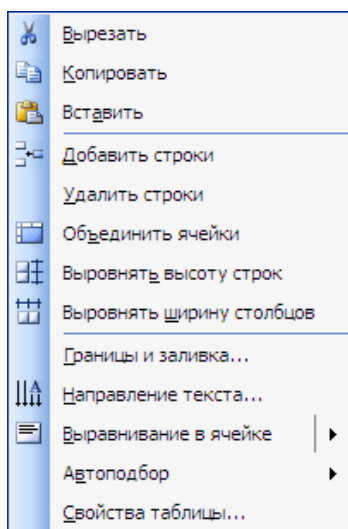 Вырезать
Копировать
Вставить
Добавить строки
Удалить строки
Объединить ячейки
Выровнять высоту строк
Выровнять ширину столбцов
Границы и заливка...
Направление текста...
Выравнивание в ячейке
Автоподбор
Свойства таблицы...